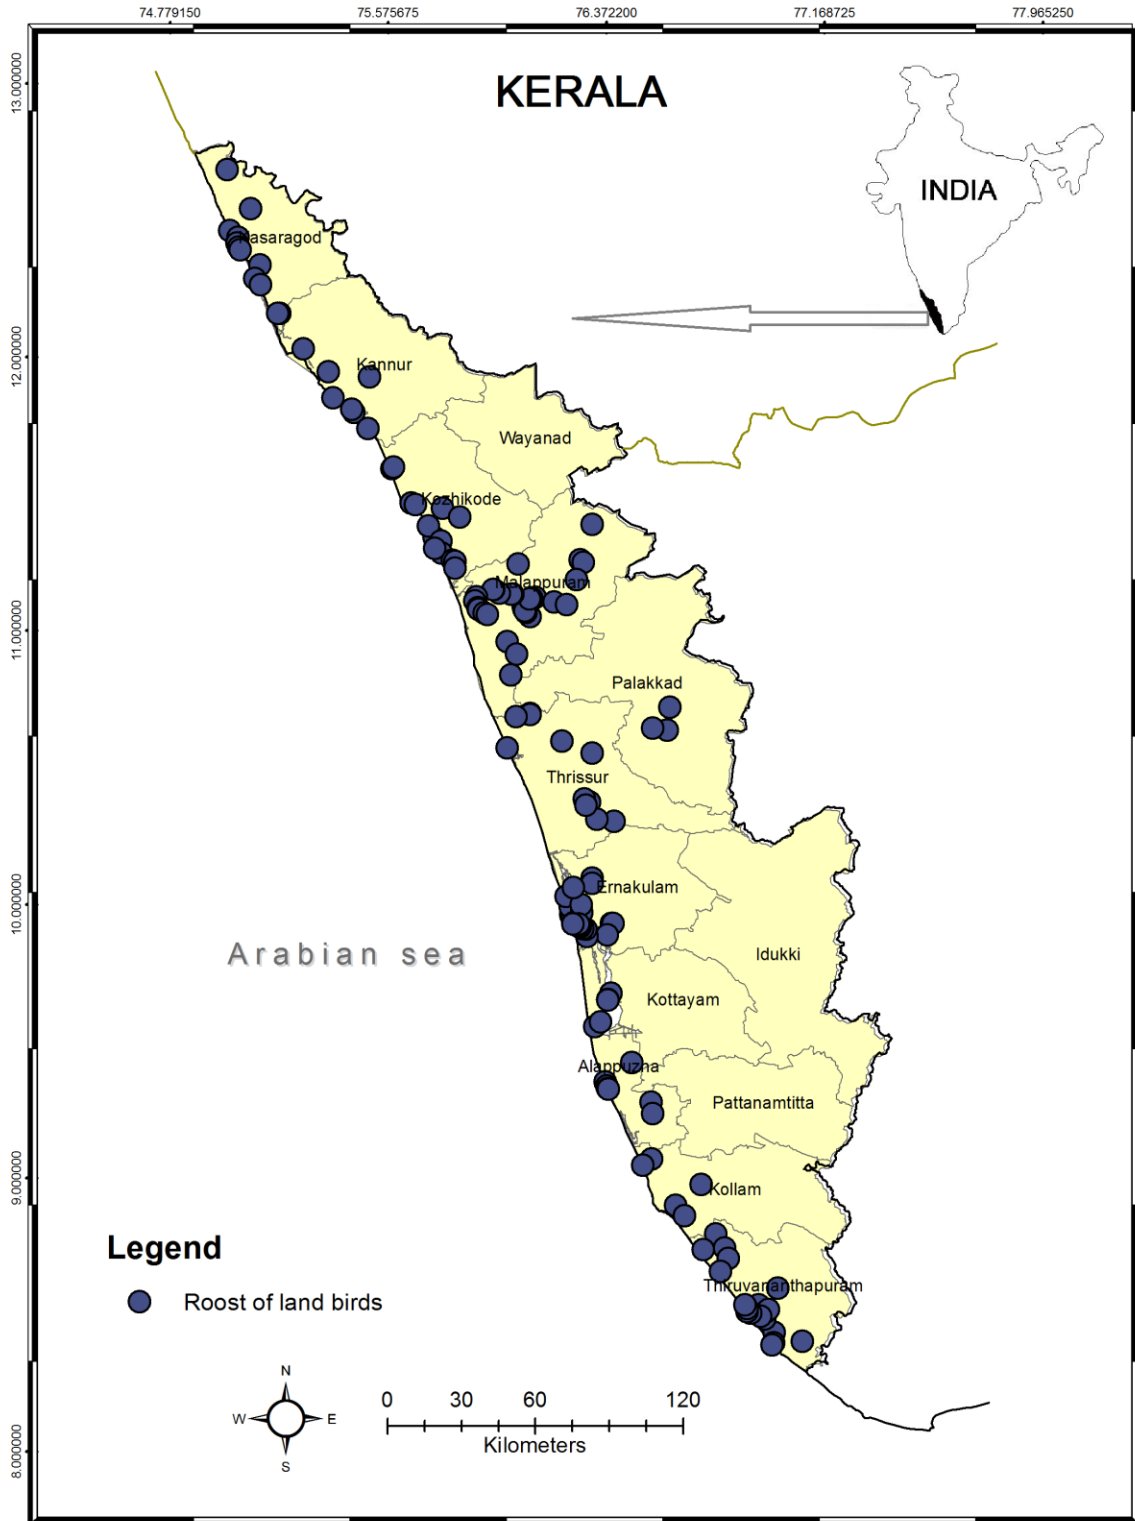 74.779150 75.575675 76.372200 77.168725 77.965250
13.000000
12.000000
11.000000
10.000000
9.000000
8.000000
KERALA
INDIA
Kasaragod
Kannur
Wayanad
Kozhikode
Malappuram
Palakkad
Thrissur
Ernakulam
Arabian sea
Idukki
Kottayam
Alappuzha
Pattanamtitta
Kollam
Thiruvananthapuram
Legend
Roost of land birds
N
W E
S
0 30 60 120
Kilometers